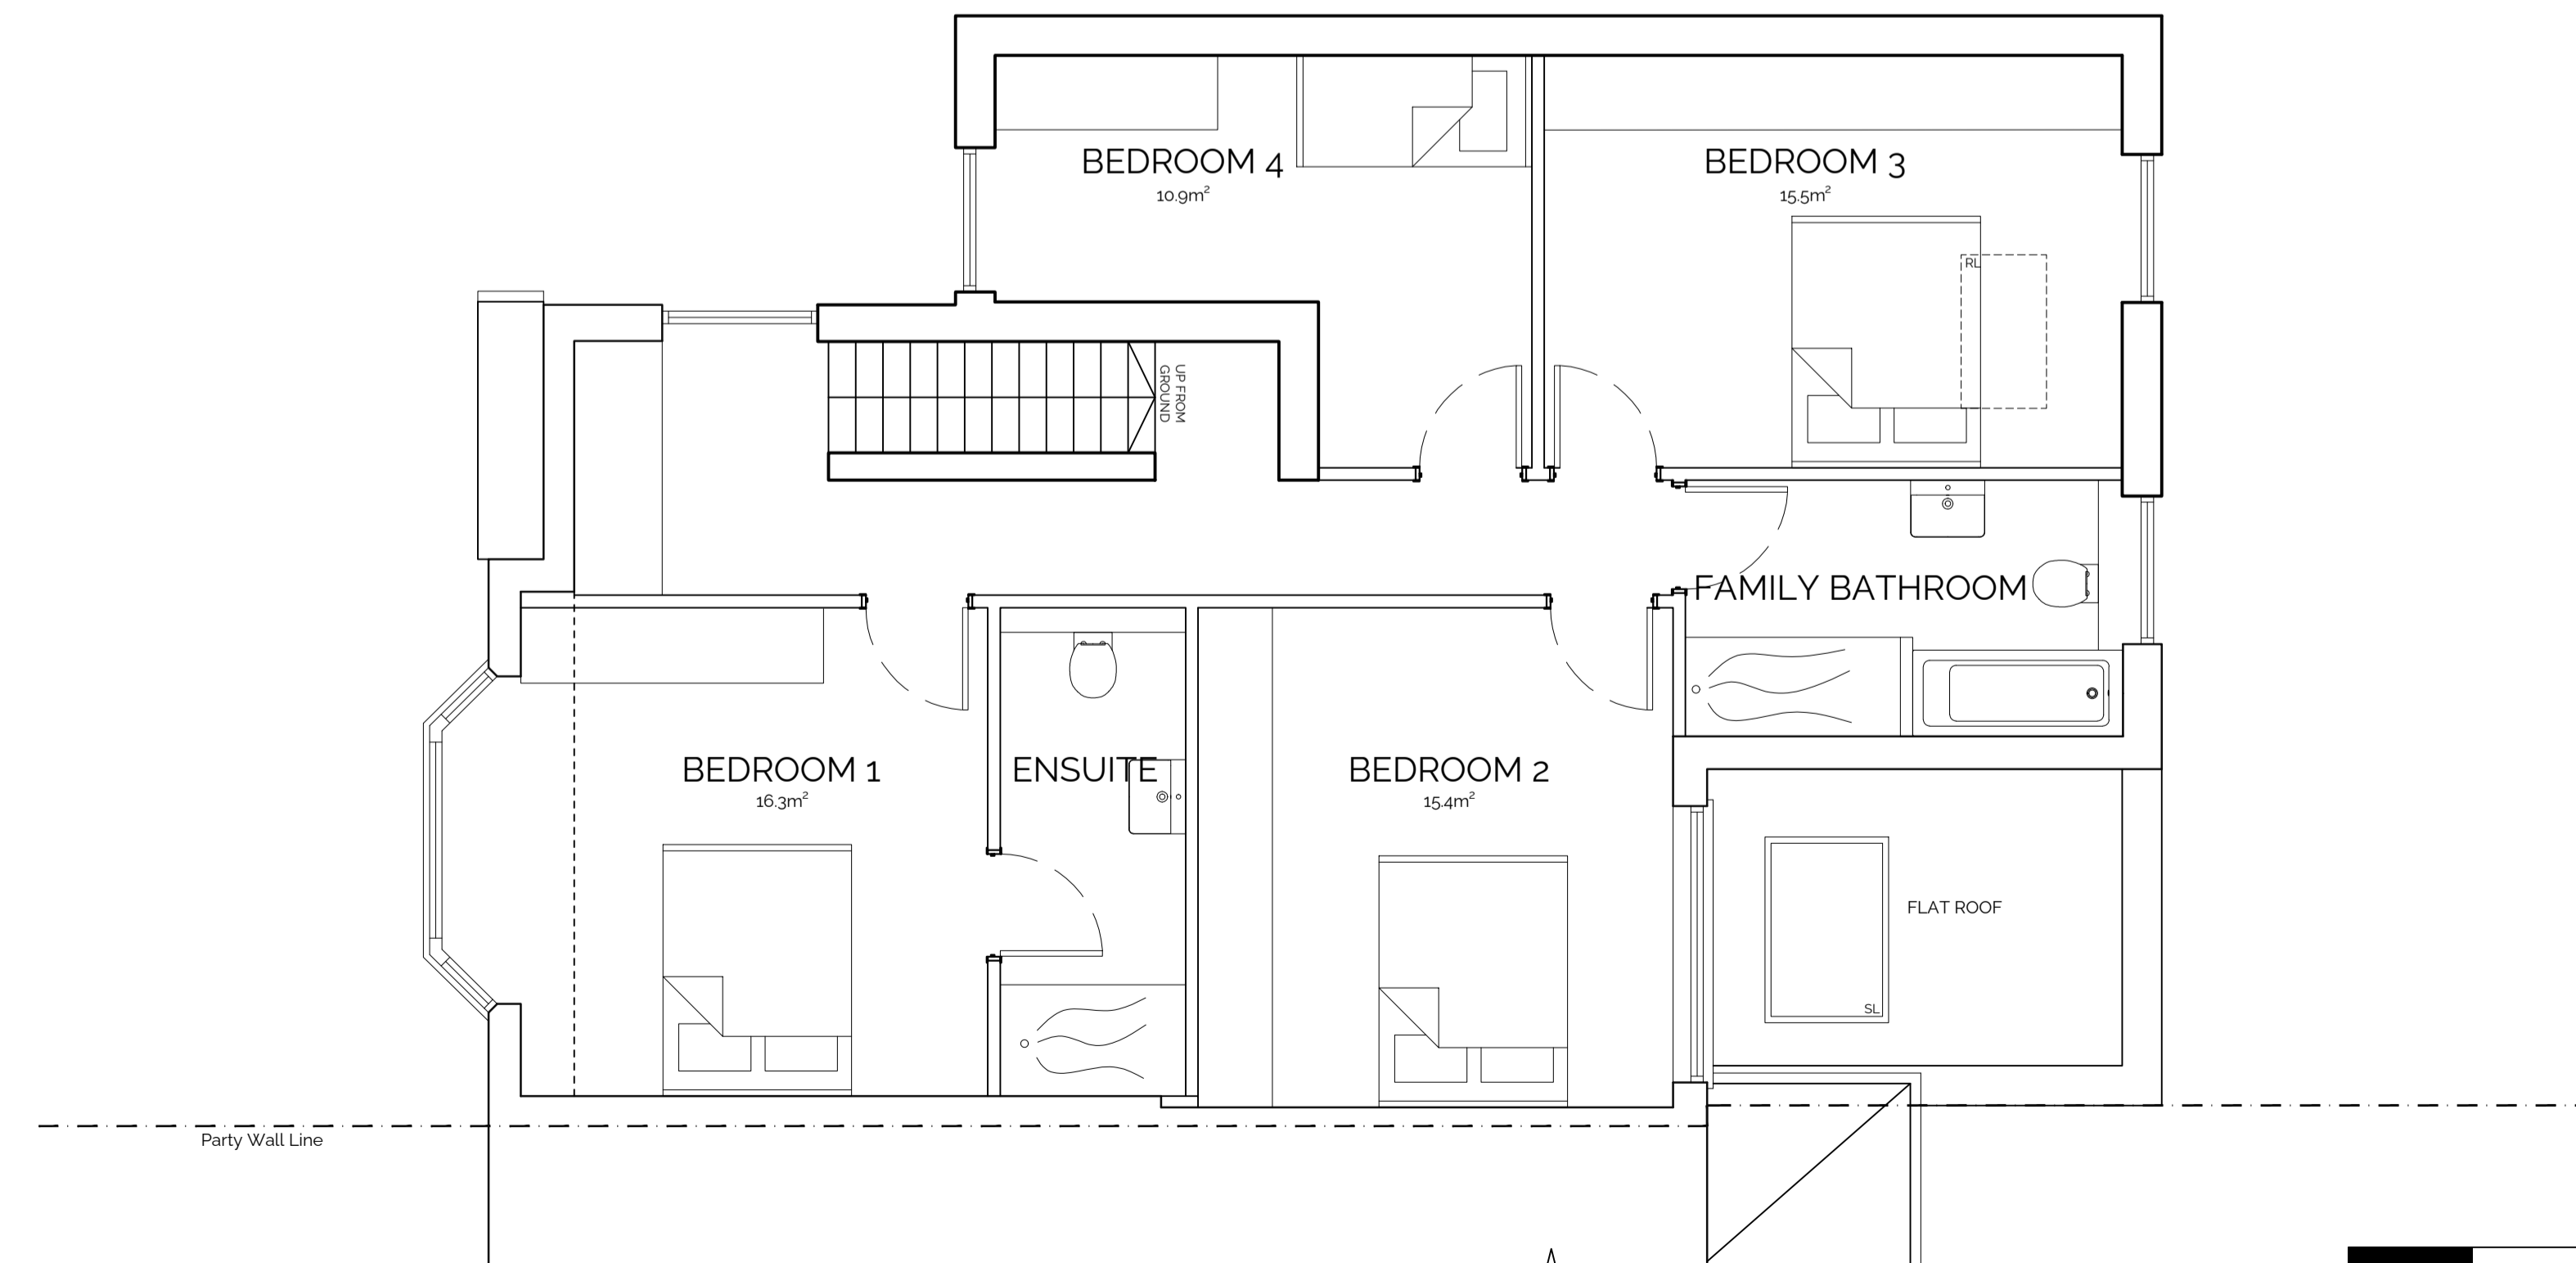 BEDROOM 4
10.9m²
BEDROOM 3
15.5m²
RL
UP FROM
GROUND
FAMILY BATHROOM
BEDROOM 1
16.3m²
ENSUITE
BEDROOM 2
15.4m²
FLAT ROOF
SL
Party Wall Line